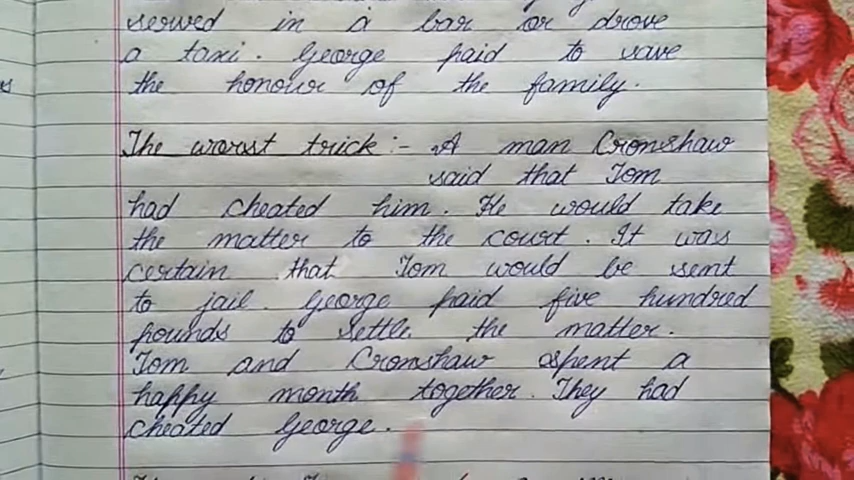 served in a bar or drove
a taxi. George paid to save
the honour of the family.
The worst trick :- A man Cronshaw
said that Tom
had cheated him. He would take
the matter to the court. It was
certain that Tom would be sent
to jail. George paid five hundred
pounds to settle the matter.
Tom and Cronshaw spent a
happy month together. They had
cheated George.